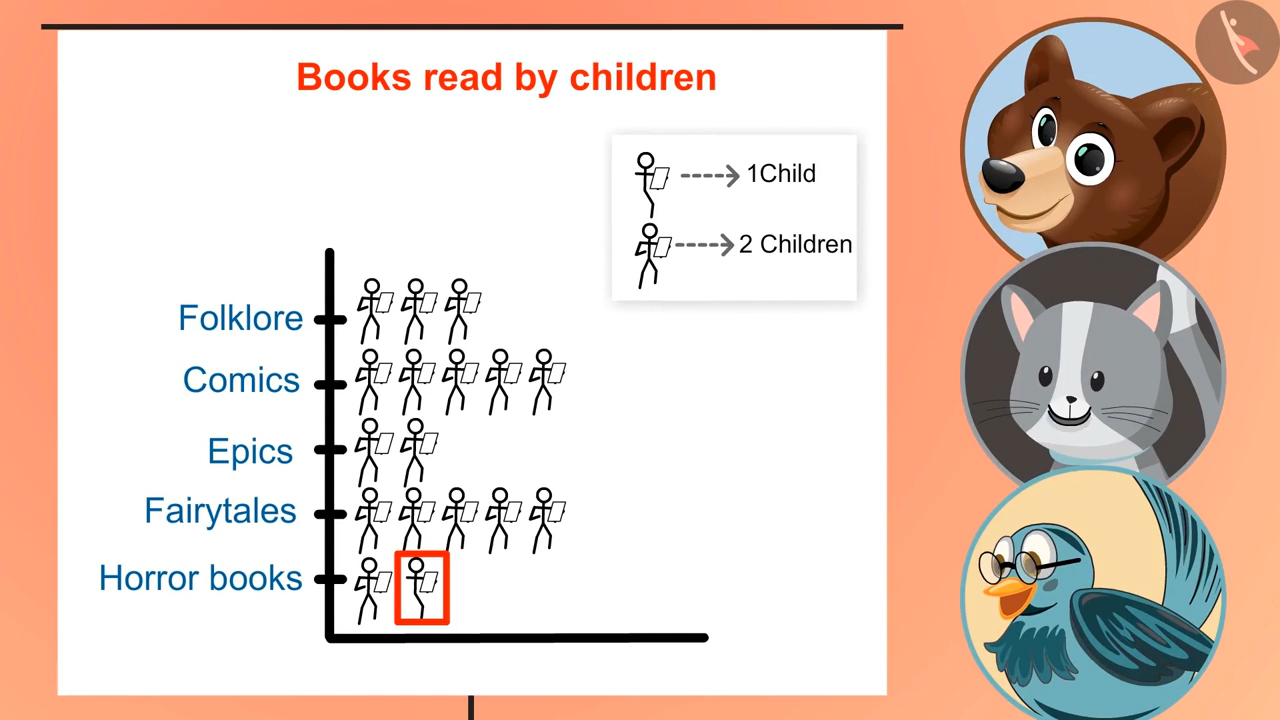 Books read by children
1Child
2 Children
Folklore
Comics
Epics
Fairytales
Horror books